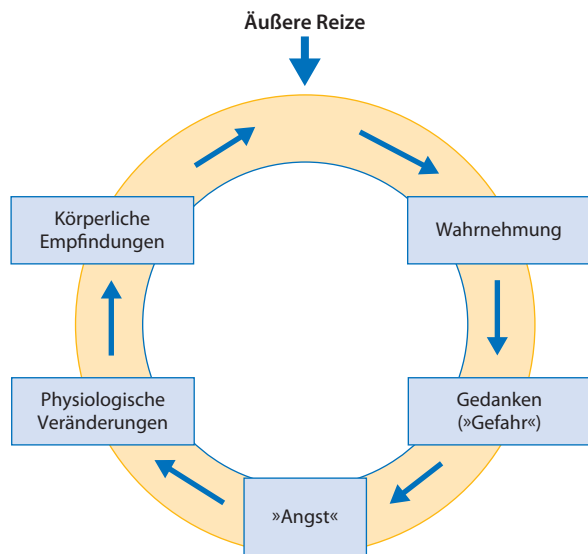 Äußere Reize
Körperliche
Empfindungen
Wahrnehmung
Physiologische
Veränderungen
Gedanken
(»Gefahr«)
»Angst«